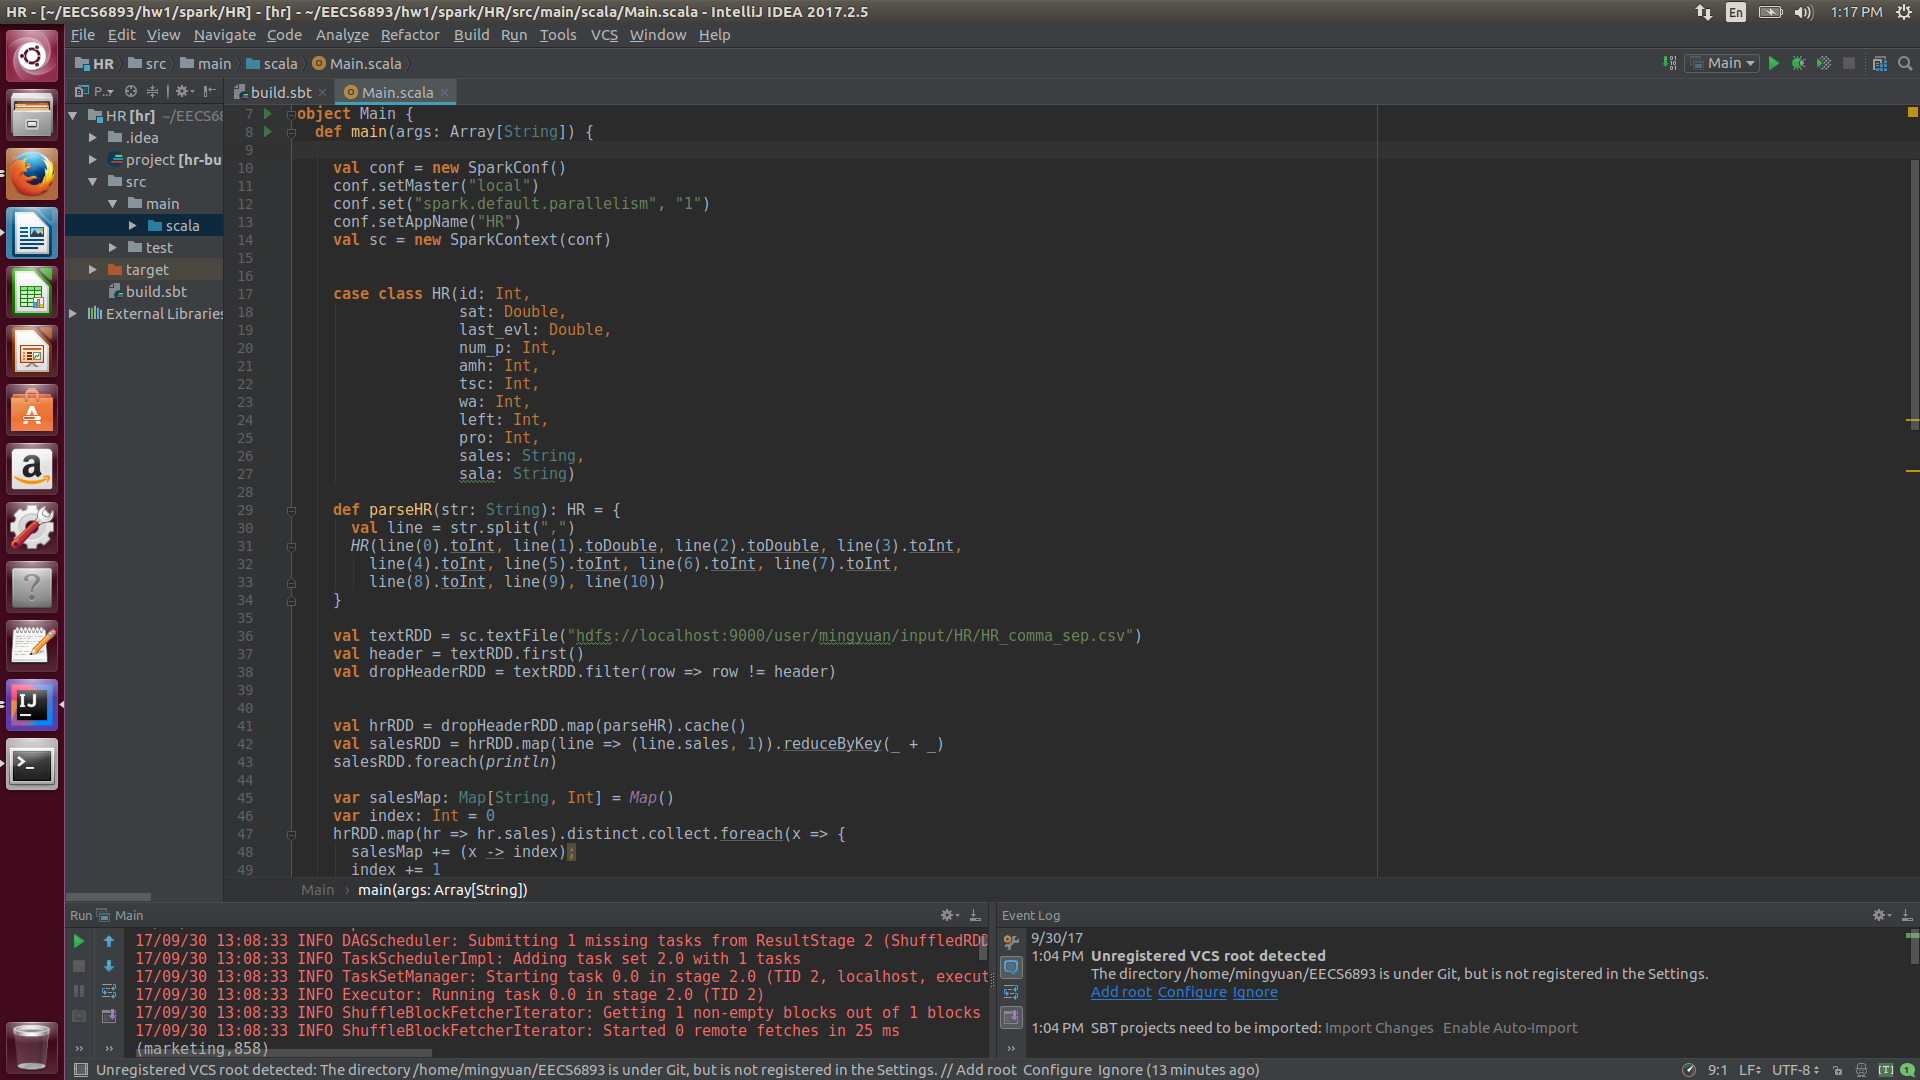 HR - [~/EECS6893/hw1/spark/HR] - [hr] - ~/EECS6893/hw1/spark/HR/src/main/scala/Main.scala - IntelliJ IDEA 2017.2.5
En
1:17 PM
File Edit View Navigate Code Analyze Refactor Build Run Tools VCS Window Help
HR src main scala Main.scala
Main
P..
build.sbt
Main.scala
HR [hr] ~/EECS68
.idea
project [hr-bu
src
main
scala
test
target
build.sbt
External Libraries
7 object Main {
8 def main(args: Array[String]) {
9
10 val conf = new SparkConf()
11 conf.setMaster("local")
12 conf.set("spark.default.parallelism", "1")
13 conf.setAppName("HR")
14 val sc = new SparkContext(conf)
15
16
17 case class HR(id: Int,
18 sat: Double,
19 last_evl: Double,
20 num_p: Int,
21 amh: Int,
22 tsc: Int,
23 wa: Int,
24 left: Int,
25 pro: Int,
26 sales: String,
27 sala: String)
28
29 def parseHR(str: String): HR = {
30 val line = str.split(",")
31 HR(line(0).toInt, line(1).toDouble, line(2).toDouble, line(3).toInt,
32 line(4).toInt, line(5).toInt, line(6).toInt, line(7).toInt,
33 line(8).toInt, line(9), line(10))
34 }
35
36 val textRDD = sc.textFile("hdfs://localhost:9000/user/mingyuan/input/HR/HR_comma_sep.csv")
37 val header = textRDD.first()
38 val dropHeaderRDD = textRDD.filter(row => row != header)
39
40
41 val hrRDD = dropHeaderRDD.map(parseHR).cache()
42 val salesRDD = hrRDD.map(line => (line.sales, 1)).reduceByKey(_ + _)
43 salesRDD.foreach(println)
44
45 var salesMap: Map[String, Int] = Map()
46 var index: Int = 0
47 hrRDD.map(hr => hr.sales).distinct.collect.foreach(x => {
48 salesMap += (x -> index);
49 index += 1
Main › main(args: Array[String])
Run Main
17/09/30 13:08:33 INFO DAGScheduler: Submitting 1 missing tasks from ResultStage 2 (ShuffledRDD
17/09/30 13:08:33 INFO TaskSchedulerImpl: Adding task set 2.0 with 1 tasks
17/09/30 13:08:33 INFO TaskSetManager: Starting task 0.0 in stage 2.0 (TID 2, localhost, execut
17/09/30 13:08:33 INFO Executor: Running task 0.0 in stage 2.0 (TID 2)
17/09/30 13:08:33 INFO ShuffleBlockFetcherIterator: Getting 1 non-empty blocks out of 1 blocks
17/09/30 13:08:33 INFO ShuffleBlockFetcherIterator: Started 0 remote fetches in 25 ms
(marketing,858)
Event Log
9/30/17
1:04 PM Unregistered VCS root detected
The directory /home/mingyuan/EECS6893 is under Git, but is not registered in the Settings.
Add root Configure Ignore
1:04 PM SBT projects need to be imported: Import Changes Enable Auto-Import
Unregistered VCS root detected: The directory /home/mingyuan/EECS6893 is under Git, but is not registered in the Settings. // Add root Configure Ignore (13 minutes ago)
9:1 LF UTF-8 [T] 1